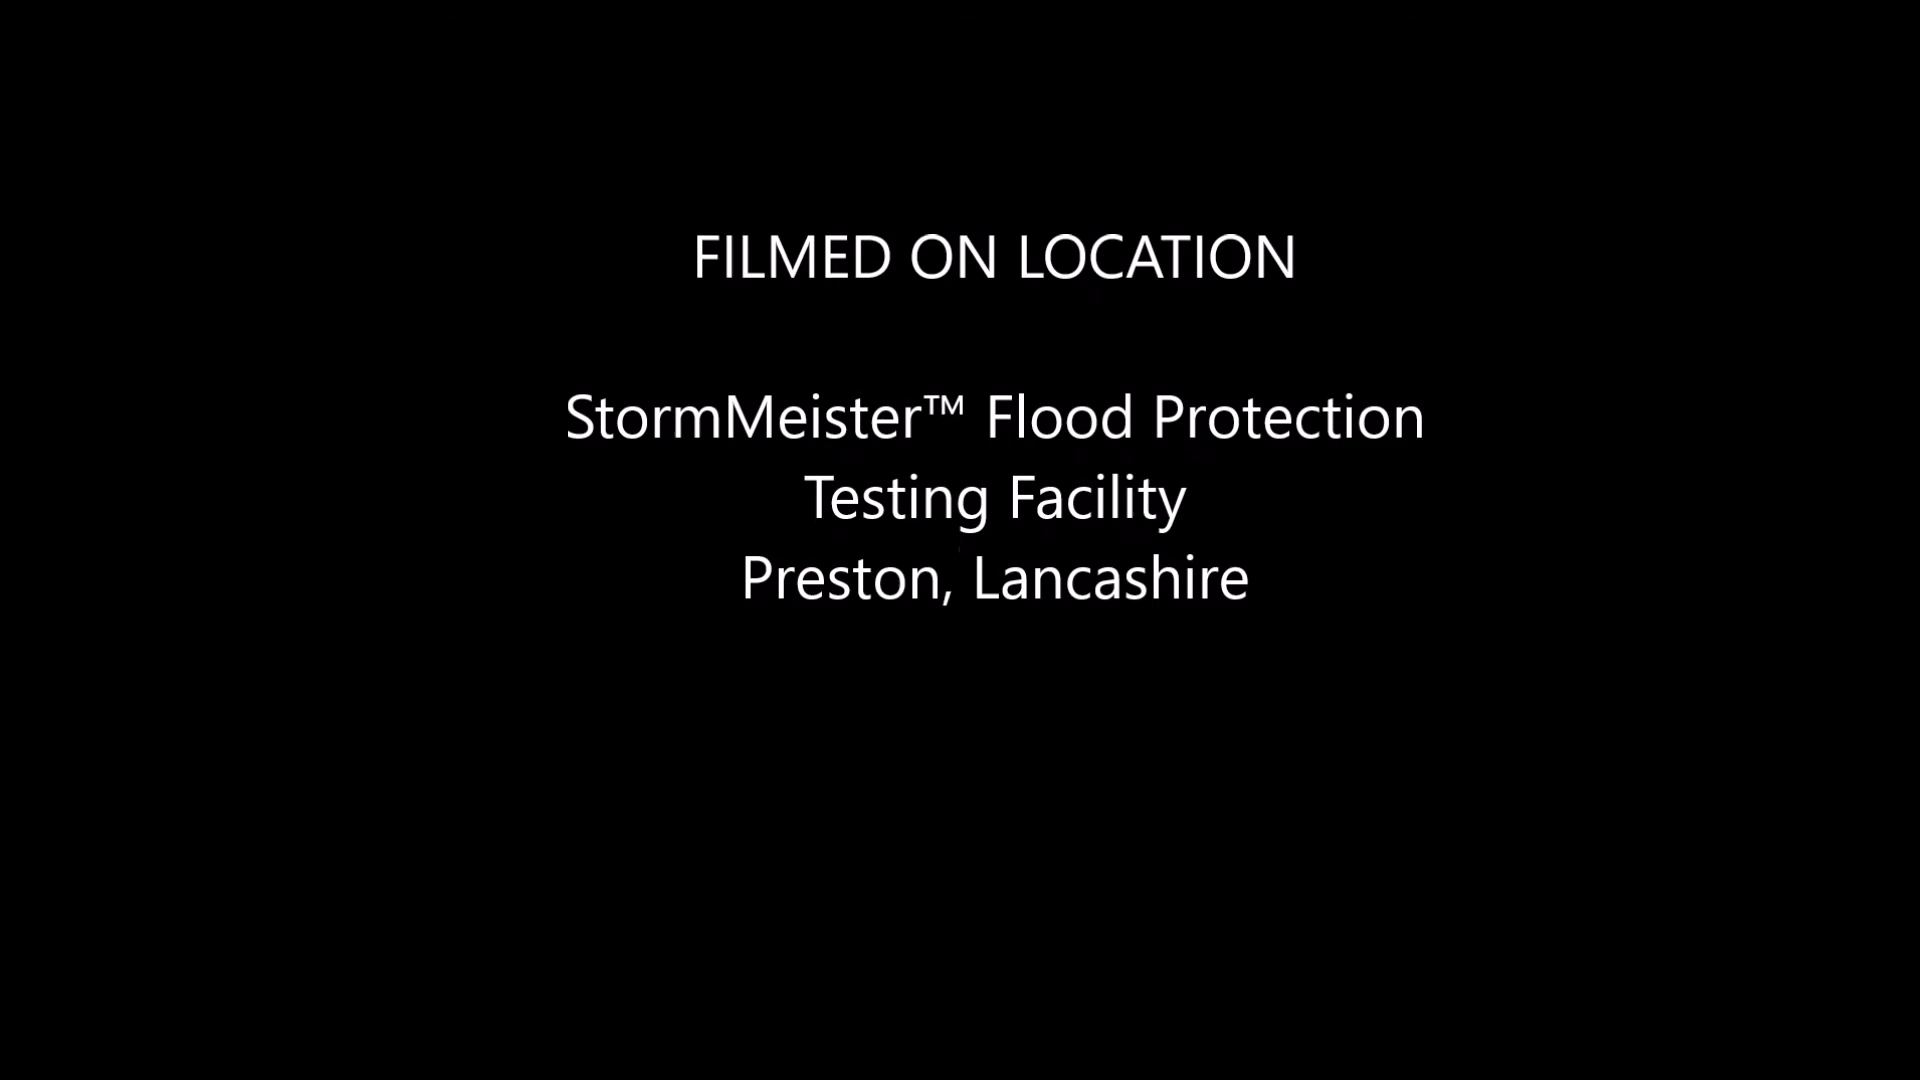 FILMED ON LOCATION
StormMeister™ Flood Protection
Testing Facility
Preston, Lancashire